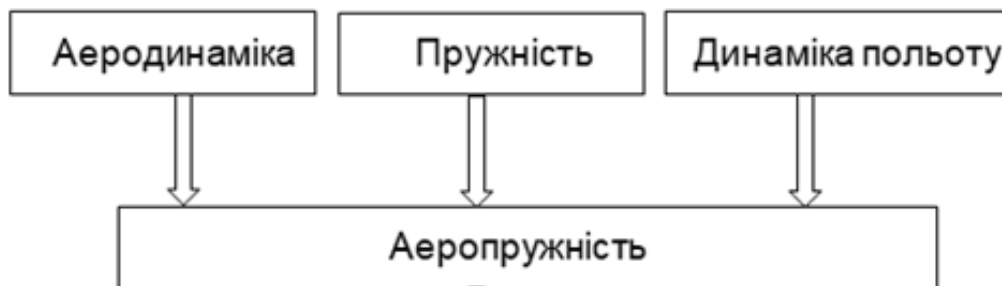 Аеродинаміка
Пружність
Динаміка польоту
Аеропружність